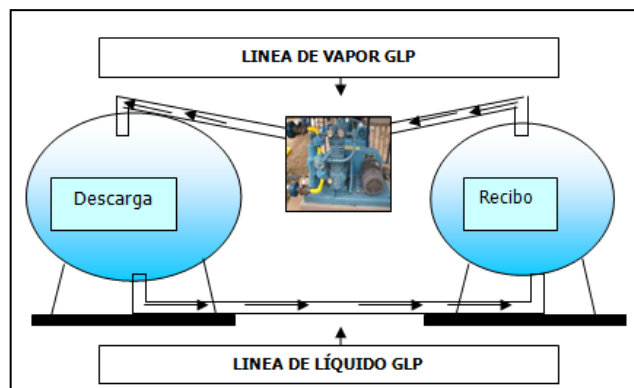 LINEA DE VAPOR GLP
Descarga
Recibo
LINEA DE LÍQUIDO GLP